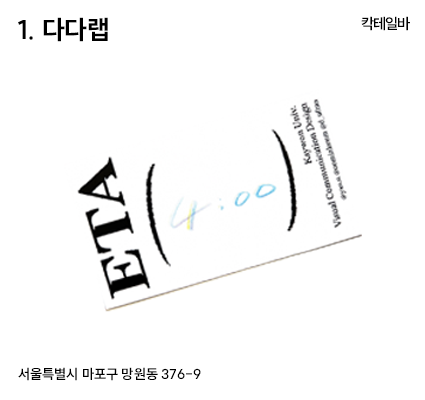 1. 다다랩
칵테일바
ETA
(4:00)
Keywon Univ.
Visual Communication Design
서울특별시 마포구 망원동 376-9